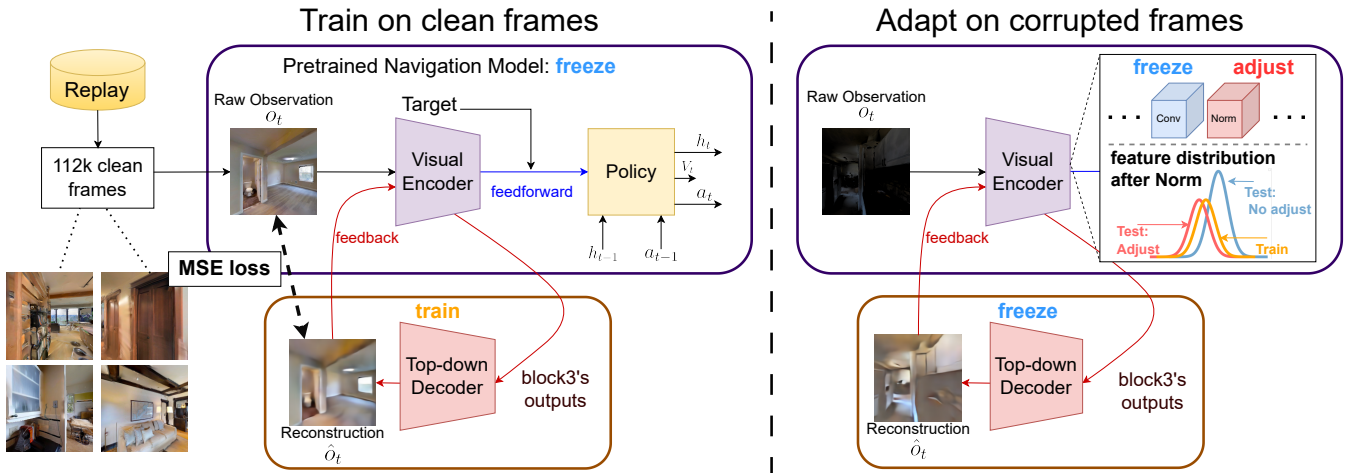 Train on clean frames
Replay
112k clean
frames
Pretrained Navigation Model: freeze
Raw Observation
o_t
Target
Visual
Encoder
feedforward
Policy
h_t
V_t
a_t
h_{t-1}
a_{t-1}
feedback
MSE loss
train
Top-down
Decoder
block3's
outputs
Reconstruction
ô_t
Adapt on corrupted frames
Raw Observation
o_t
Visual
Encoder
freeze
adjust
Conv
Norm
feature distribution
after Norm
Test:
No adjust
Test:
Adjust
Train
feedback
freeze
Top-down
Decoder
block3's
outputs
Reconstruction
ô_t